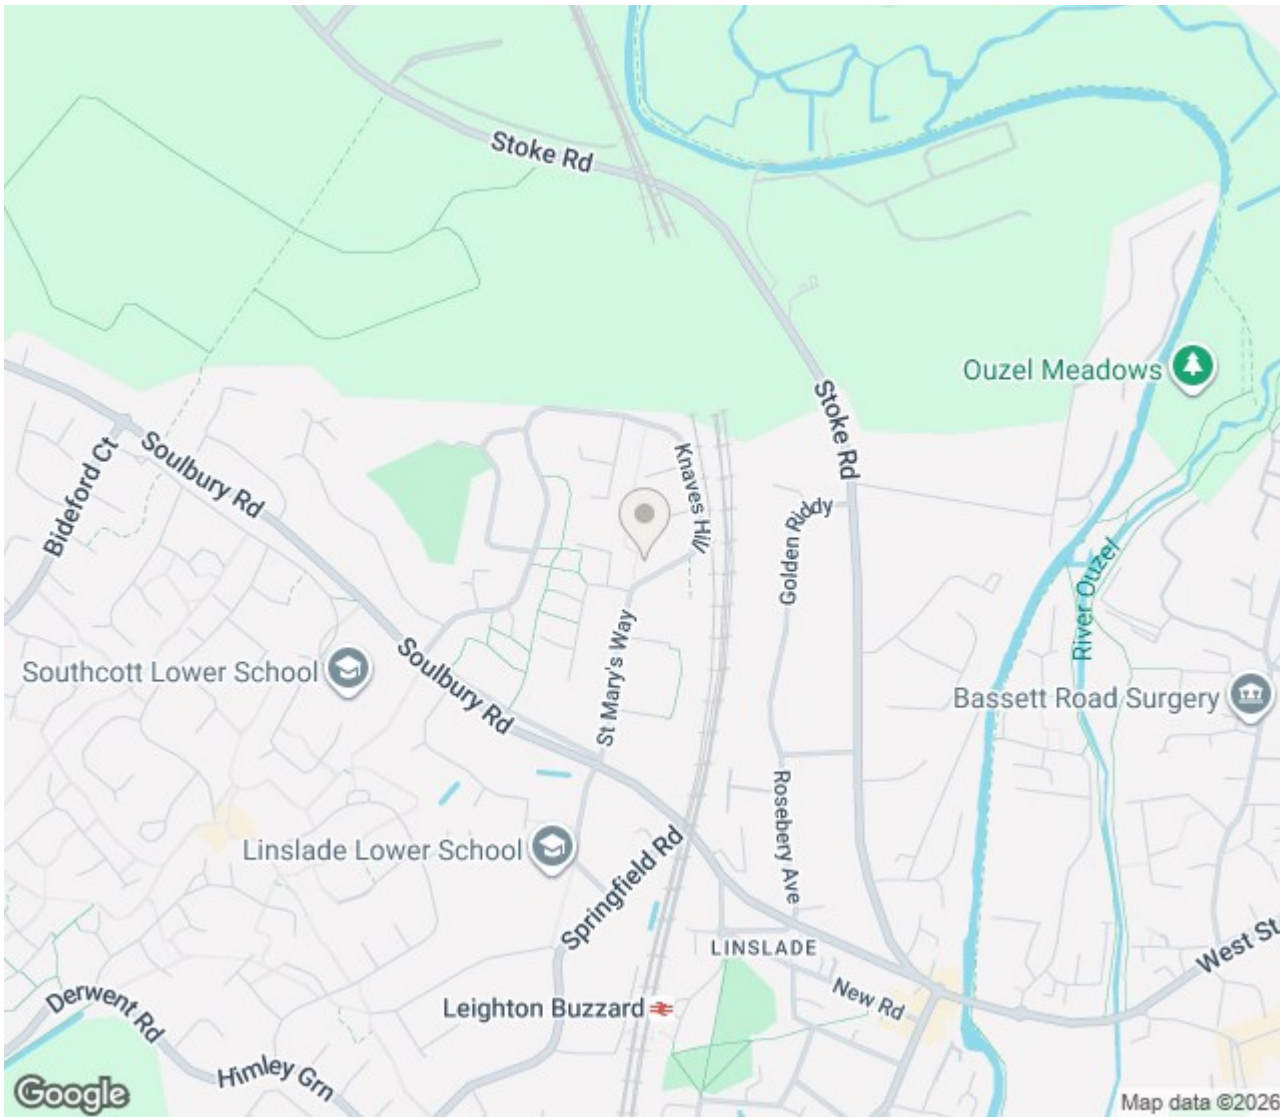 Stoke Rd
Ouzel Meadows
Stoke Rd
Soulbury Rd
Bideford Ct
Knaves Hill
Golden Riddy
River Ouzel
St Mary's Way
Southcott Lower School
Soulbury Rd
Bassett Road Surgery
Rosebery Ave
Linslade Lower School
Springfield Rd
LINSLADE
West St
New Rd
Leighton Buzzard
Derwent Rd
Himley Grn
Google
Map data ©2026